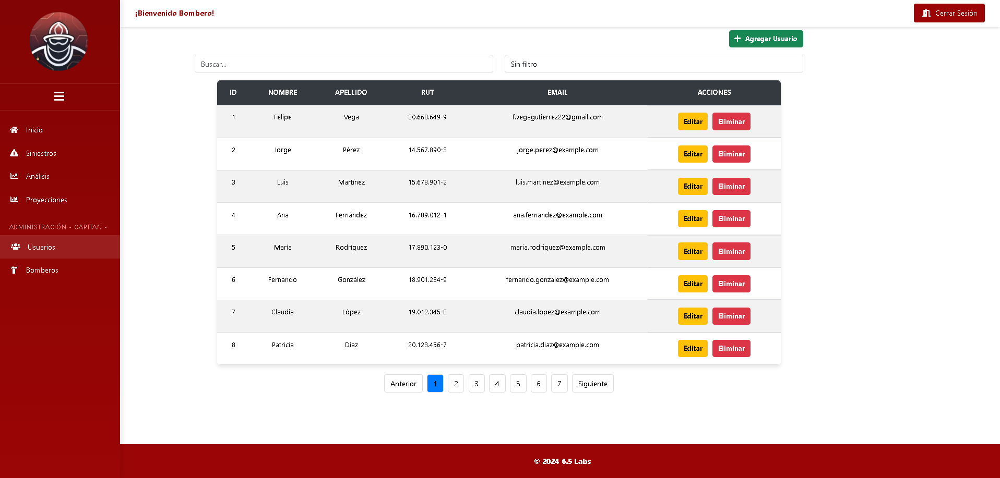 ¡Bienvenido Bombero!
Cerrar Sesión
Inicio
Siniestros
Análisis
Proyecciones
ADMINISTRACIÓN - CAPITAN -
Usuarios
Bomberos
Agregar Usuario
Buscar...
Sin filtro
ID NOMBRE APELLIDO RUT EMAIL ACCIONES
1 Felipe Vega 20.668.649-9 f.vegagutierrez22@gmail.com Editar Eliminar
2 Jorge Pérez 14.567.890-3 jorge.perez@example.com Editar Eliminar
3 Luis Martínez 15.678.901-2 luis.martinez@example.com Editar Eliminar
4 Ana Fernández 16.789.012-1 ana.fernandez@example.com Editar Eliminar
5 María Rodríguez 17.890.123-0 maria.rodriguez@example.com Editar Eliminar
6 Fernando González 18.901.234-9 fernando.gonzalez@example.com Editar Eliminar
7 Claudia López 19.012.345-8 claudia.lopez@example.com Editar Eliminar
8 Patricia Díaz 20.123.456-7 patricia.diaz@example.com Editar Eliminar
Anterior 1 2 3 4 5 6 7 Siguiente
© 2024 6.5 Labs